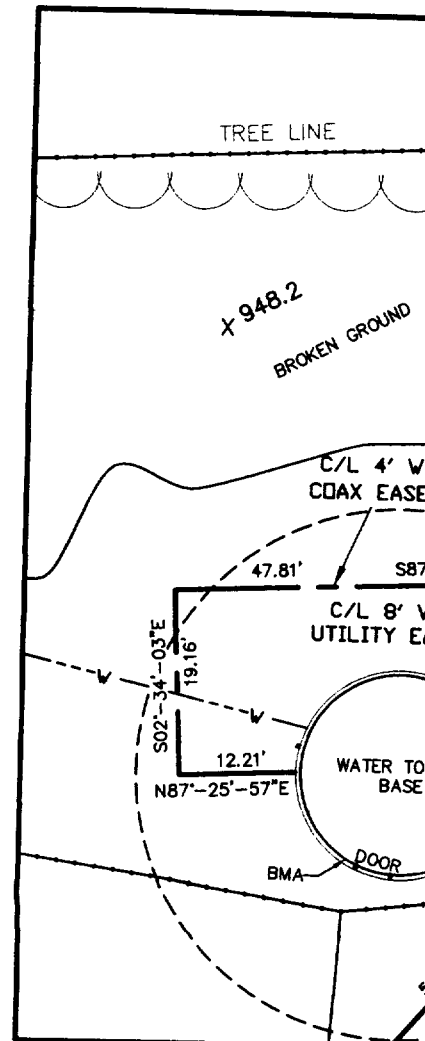 TREE LINE
X 948.2
BROKEN GROUND
C/L 4' W
COAX EASE
47.81'
S87
C/L 8' W
UTILITY EA
S02°-34'-03"E
19.16'
W
W
12.21'
N87°-25'-57"E
WATER TO
BASE
DOOR
BMA